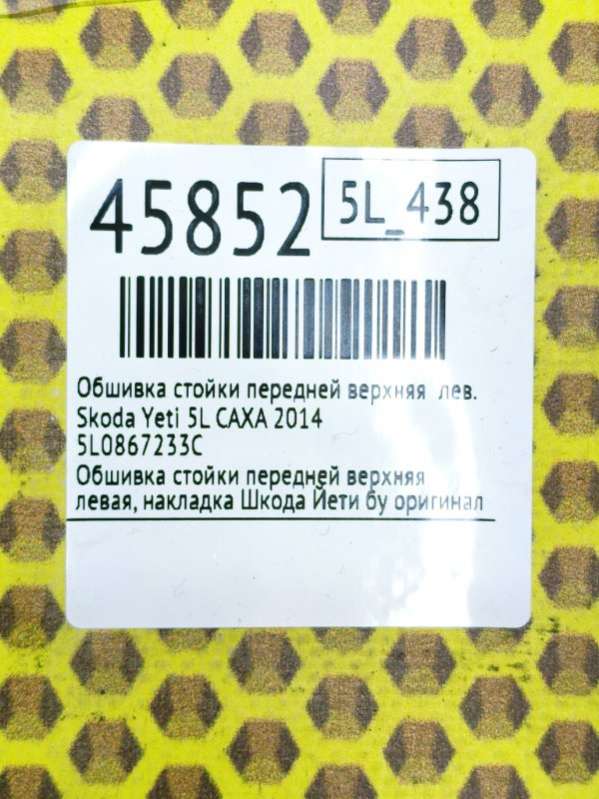 45852
5L_438
Обшивка стойки передней верхняя лев.
Skoda Yeti 5L CAXA 2014
5L0867233C
Обшивка стойки передней верхняя
левая, накладка Шкода Йети бу оригинал